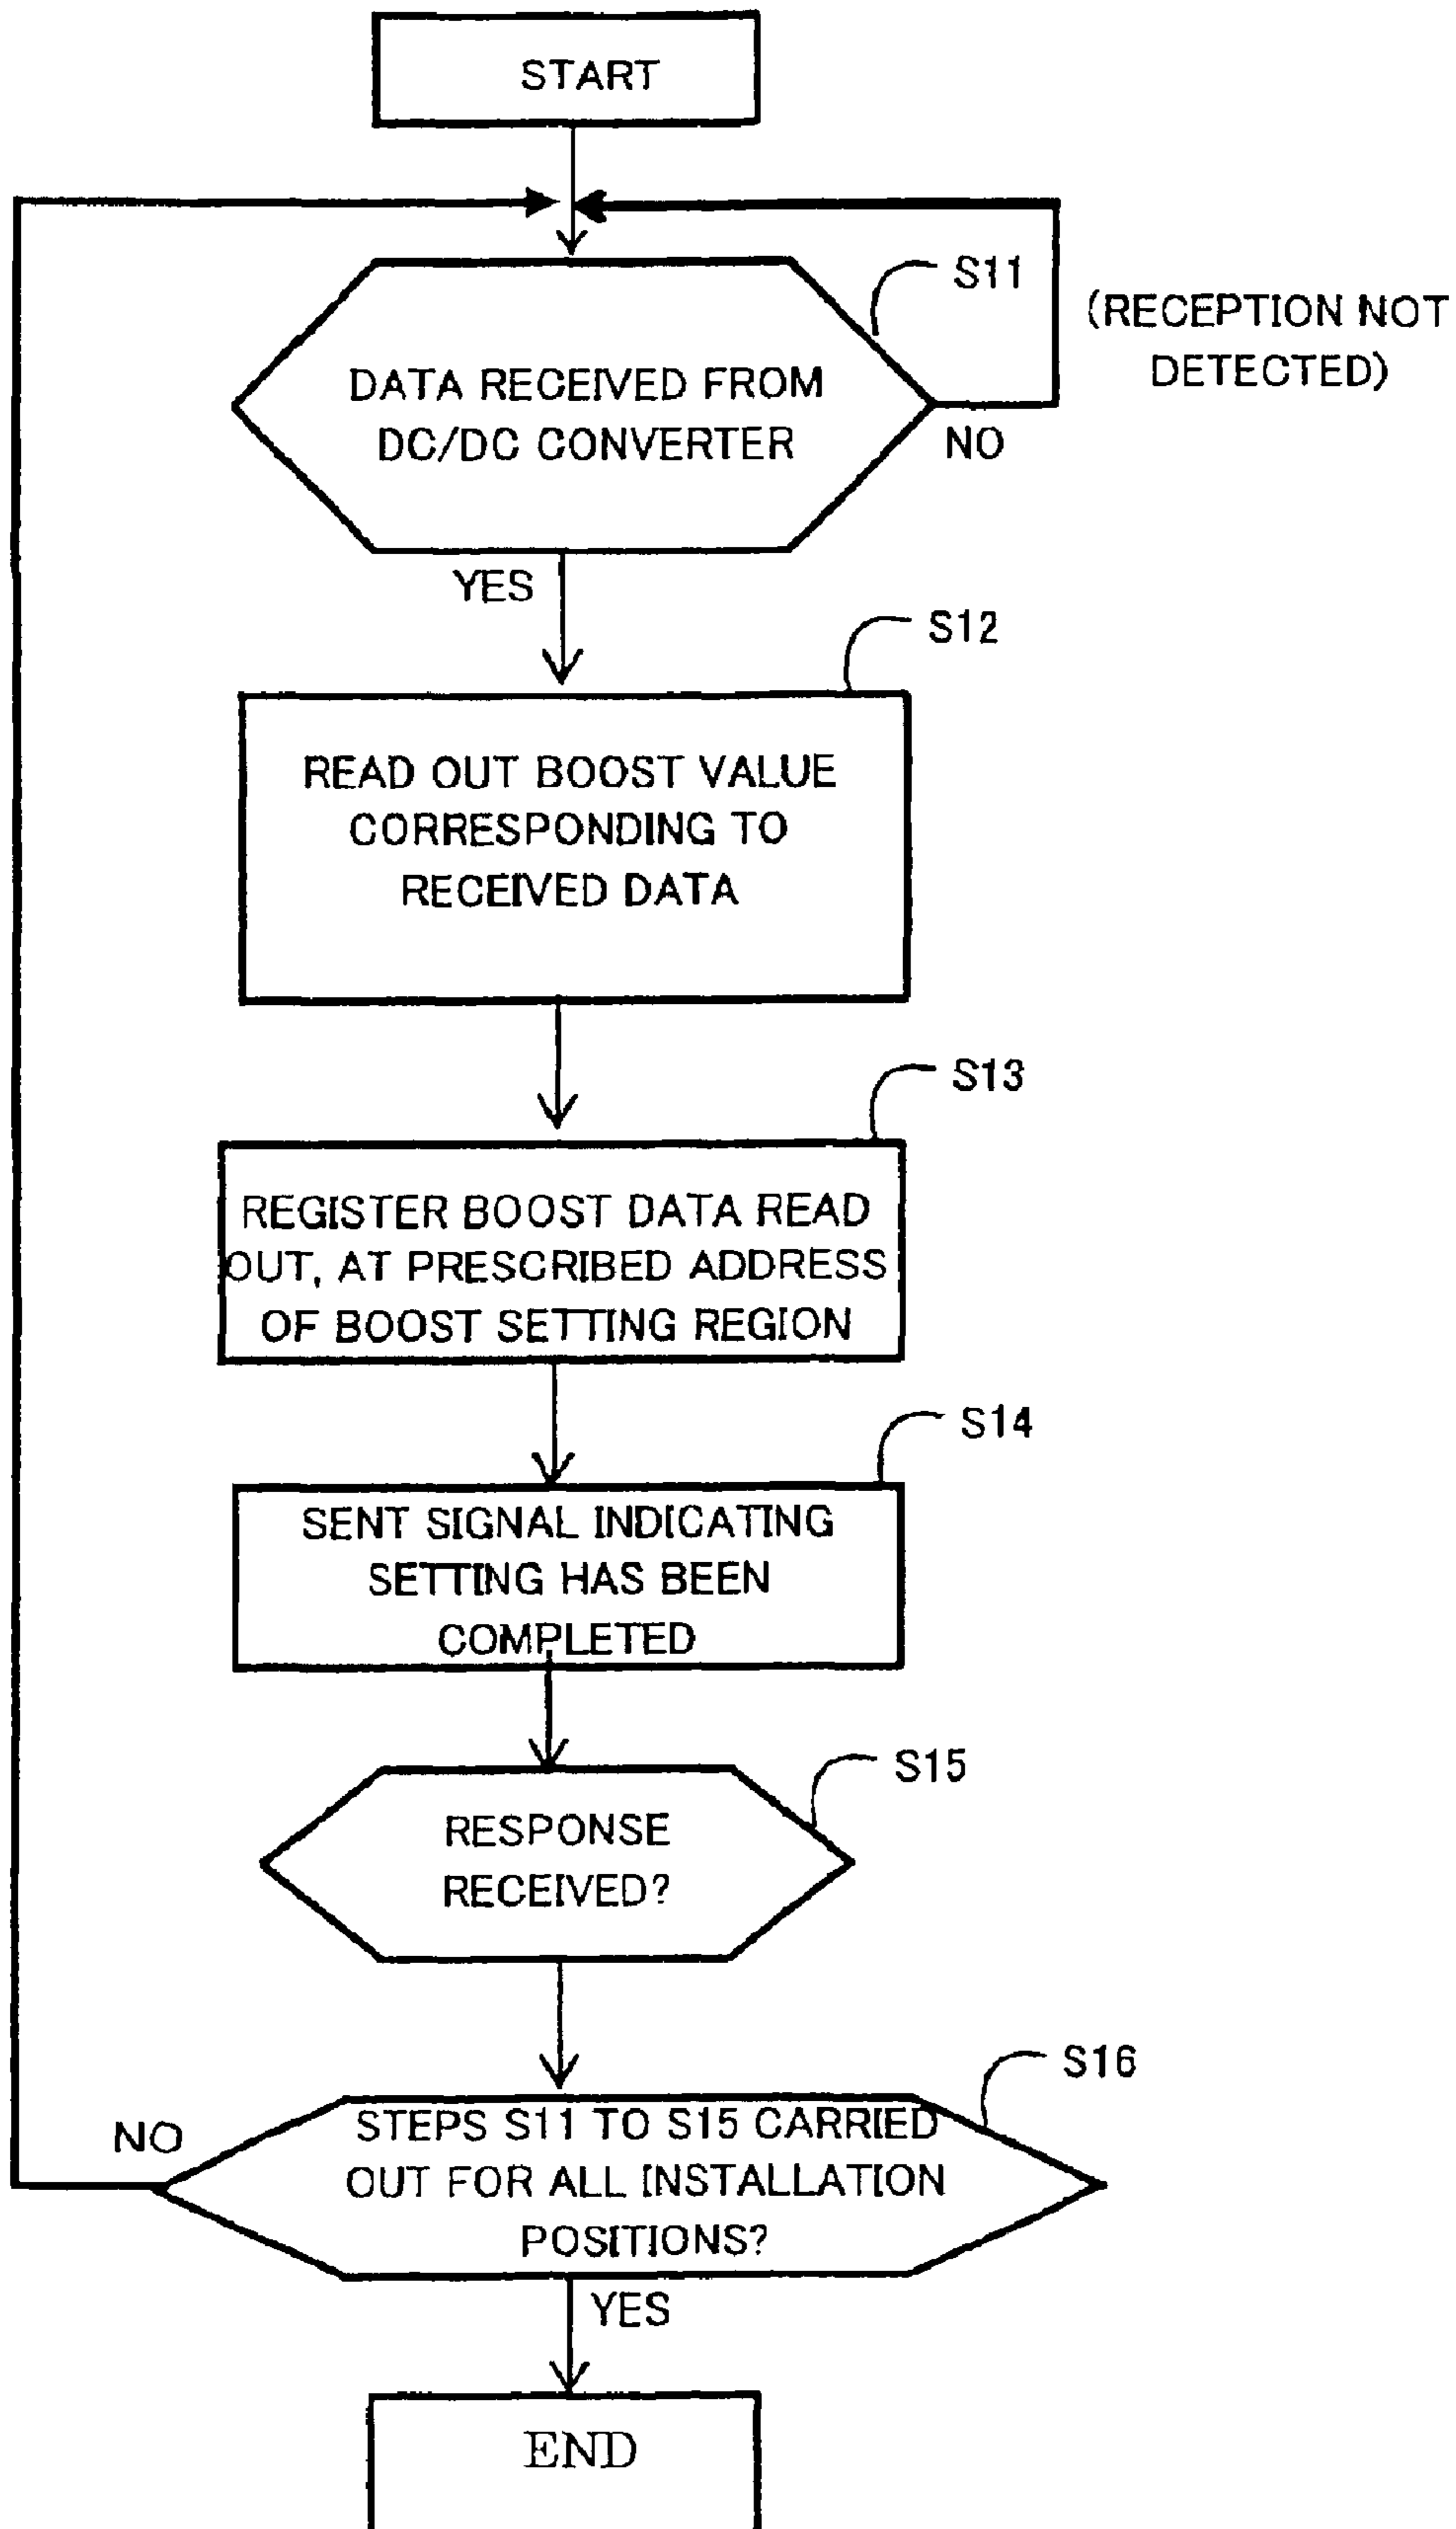 START
S11
(RECEPTION NOT
DETECTED)
DATA RECEIVED FROM
DC/DC CONVERTER
NO
YES
S12
READ OUT BOOST VALUE
CORRESPONDING TO
RECEIVED DATA
S13
REGISTER BOOST DATA READ
OUT, AT PRESCRIBED ADDRESS
OF BOOST SETTING REGION
S14
SENT SIGNAL INDICATING
SETTING HAS BEEN
COMPLETED
S15
RESPONSE
RECEIVED?
S16
NO
STEPS S11 TO S15 CARRIED
OUT FOR ALL INSTALLATION
POSITIONS?
YES
END